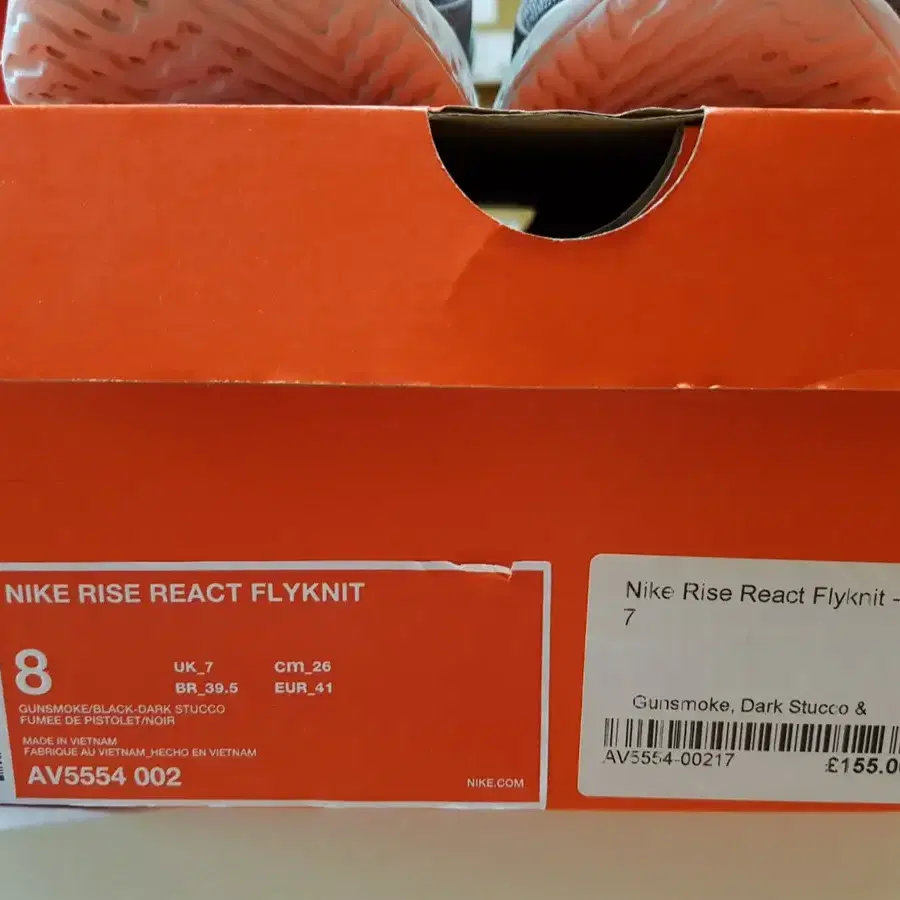 NIKE RISE REACT FLYKNIT
8
UK_7 cm_26
BR_39.5 EUR_41
GUNSMOKE/BLACK-DARK STUCCO
FUMEE DE PISTOLET/NOIR
MADE IN VIETNAM
FABRIQUE AU VIETNAM_HECHO EN VIETNAM
AV5554 002
NIKE.COM
Nike Rise React Flyknit -
7
Gunsmoke, Dark Stucco &
AV5554-00217
£155.0